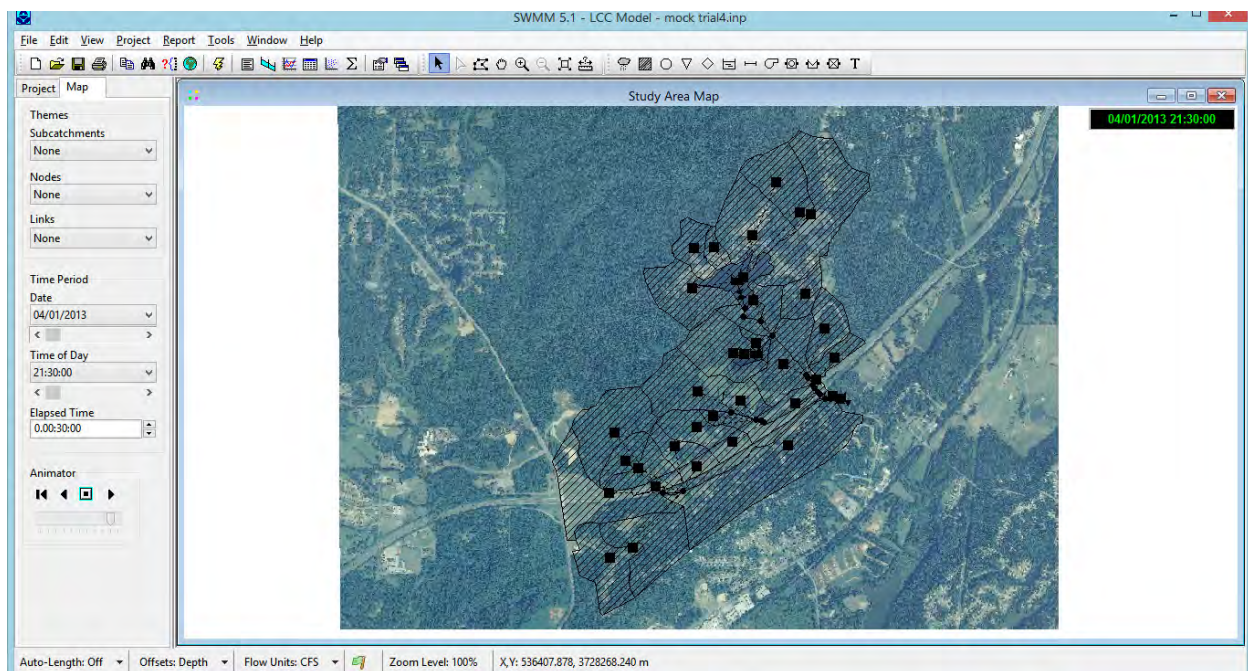 SWMM 5.1 - LCC Model - mock trial4.inp
File Edit View Project Report Tools Window Help
T
Project Map
Study Area Map
04/01/2013 21:30:00
Themes
Subcatchments
None
Nodes
None
Links
None
Time Period
Date
04/01/2013
Time of Day
21:30:00
Elapsed Time
0.00:30:00
Animator
Auto-Length: Off Offsets: Depth Flow Units: CFS Zoom Level: 100% X,Y: 536407.878, 3728268.240 m